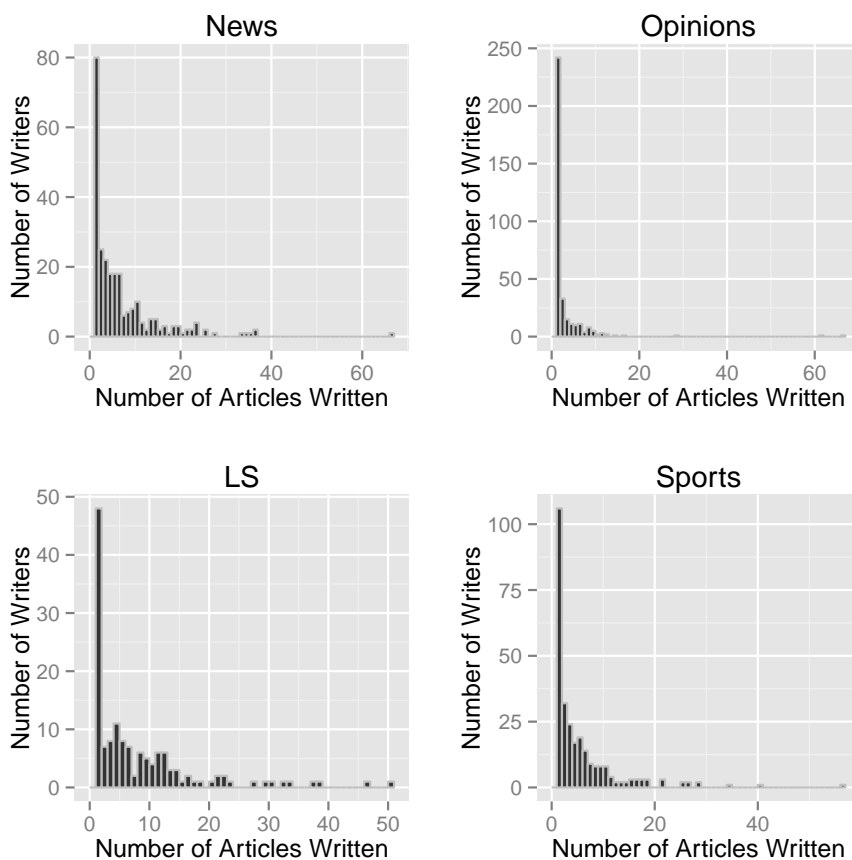 News
80
60
40
20
0
Number of Writers
0 20 40 60
Number of Articles Written
Opinions
250
200
150
100
50
0
Number of Writers
0 20 40 60
Number of Articles Written
LS
50
40
30
20
10
0
Number of Writers
0 10 20 30 40 50
Number of Articles Written
Sports
100
75
50
25
0
Number of Writers
0 20 40
Number of Articles Written